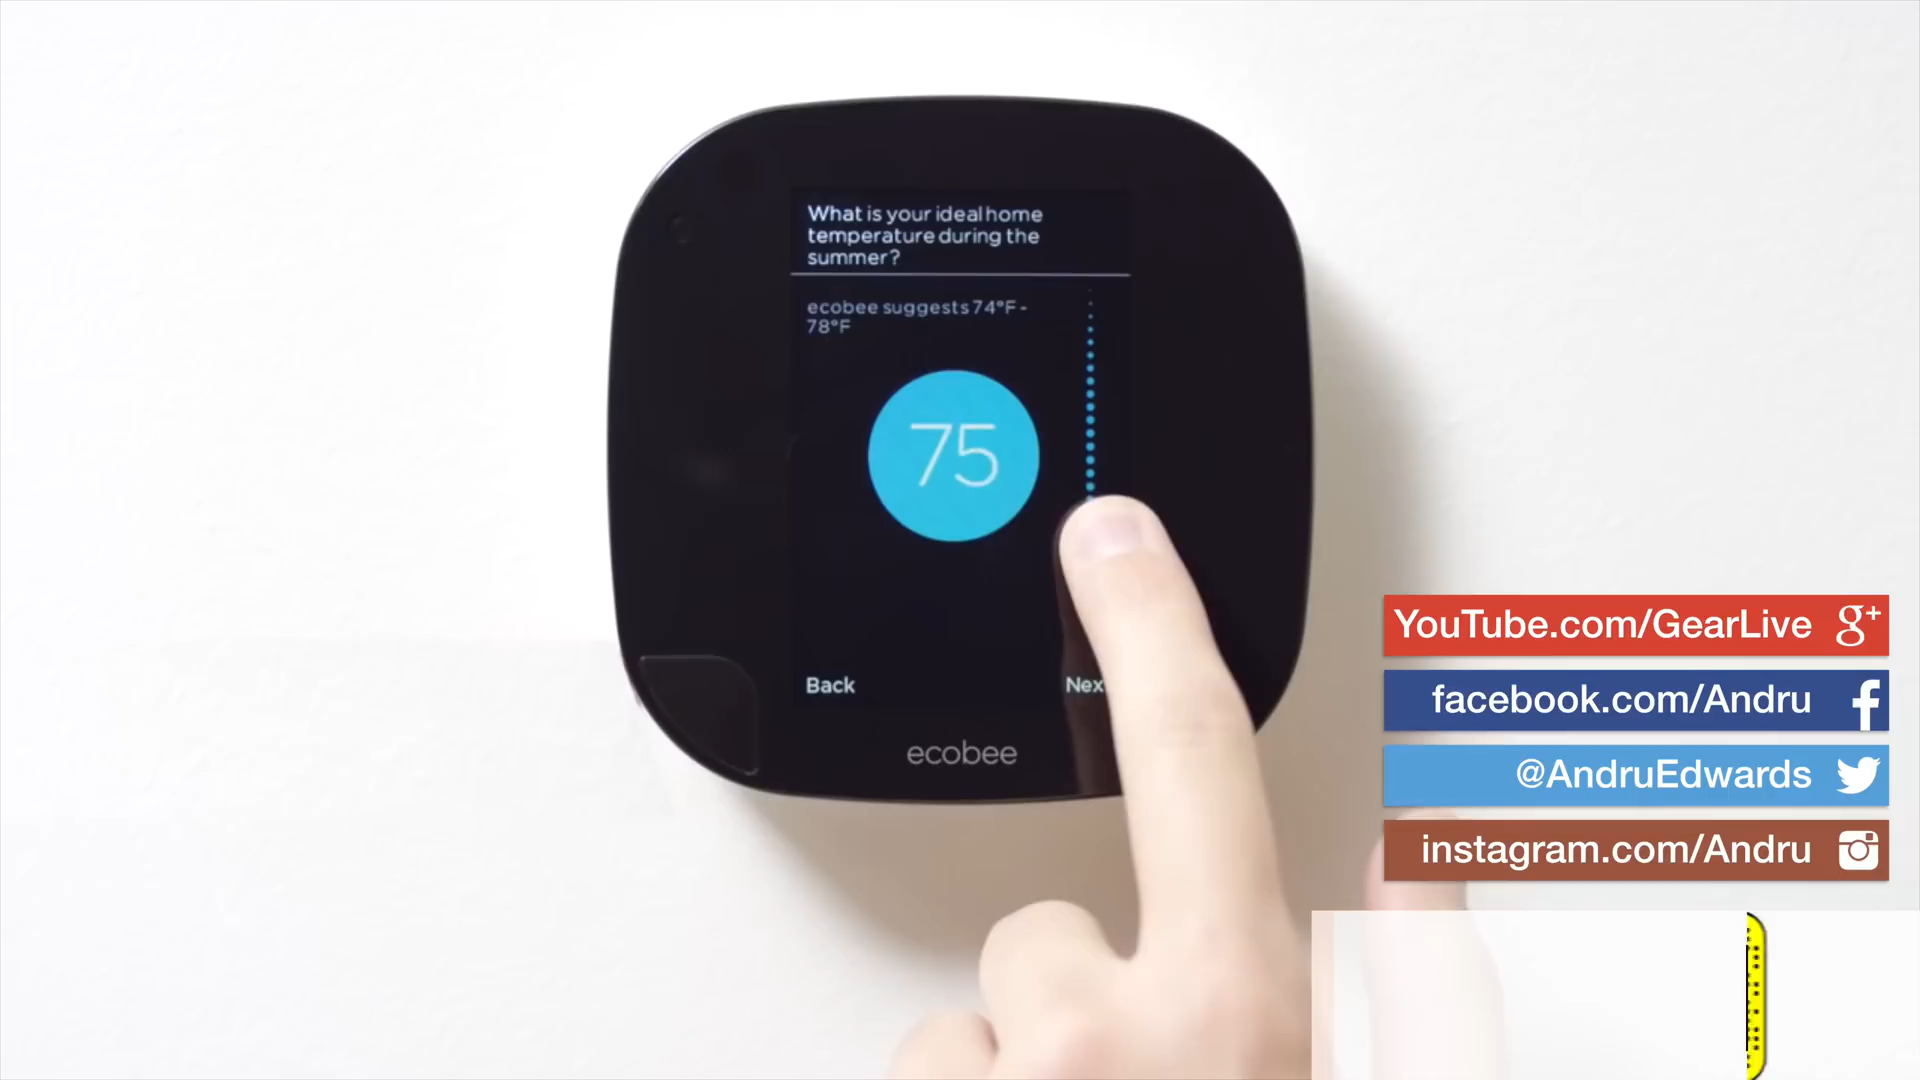 What is your ideal home
temperature during the
summer?
ecobee suggests 74°F -
78°F
75
Back
Nex
ecobee
YouTube.com/GearLive
g+
facebook.com/Andru
f
@AndruEdwards
instagram.com/Andru